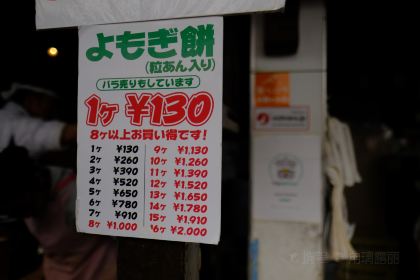 よもぎ餅
(粒あん入り)
バラ売りもしています
1ヶ ¥130
8ヶ以上お買い得です!
1ヶ ¥130
2ヶ ¥260
3ヶ ¥390
4ヶ ¥520
5ヶ ¥650
6ヶ ¥780
7ヶ ¥910
8ヶ ¥1.000
9ヶ ¥1,130
10ヶ ¥1,260
11ヶ ¥1.390
12ヶ ¥1.520
13ヶ ¥1.650
14ヶ ¥1.780
15ヶ ¥1.910
16ヶ ¥2.000